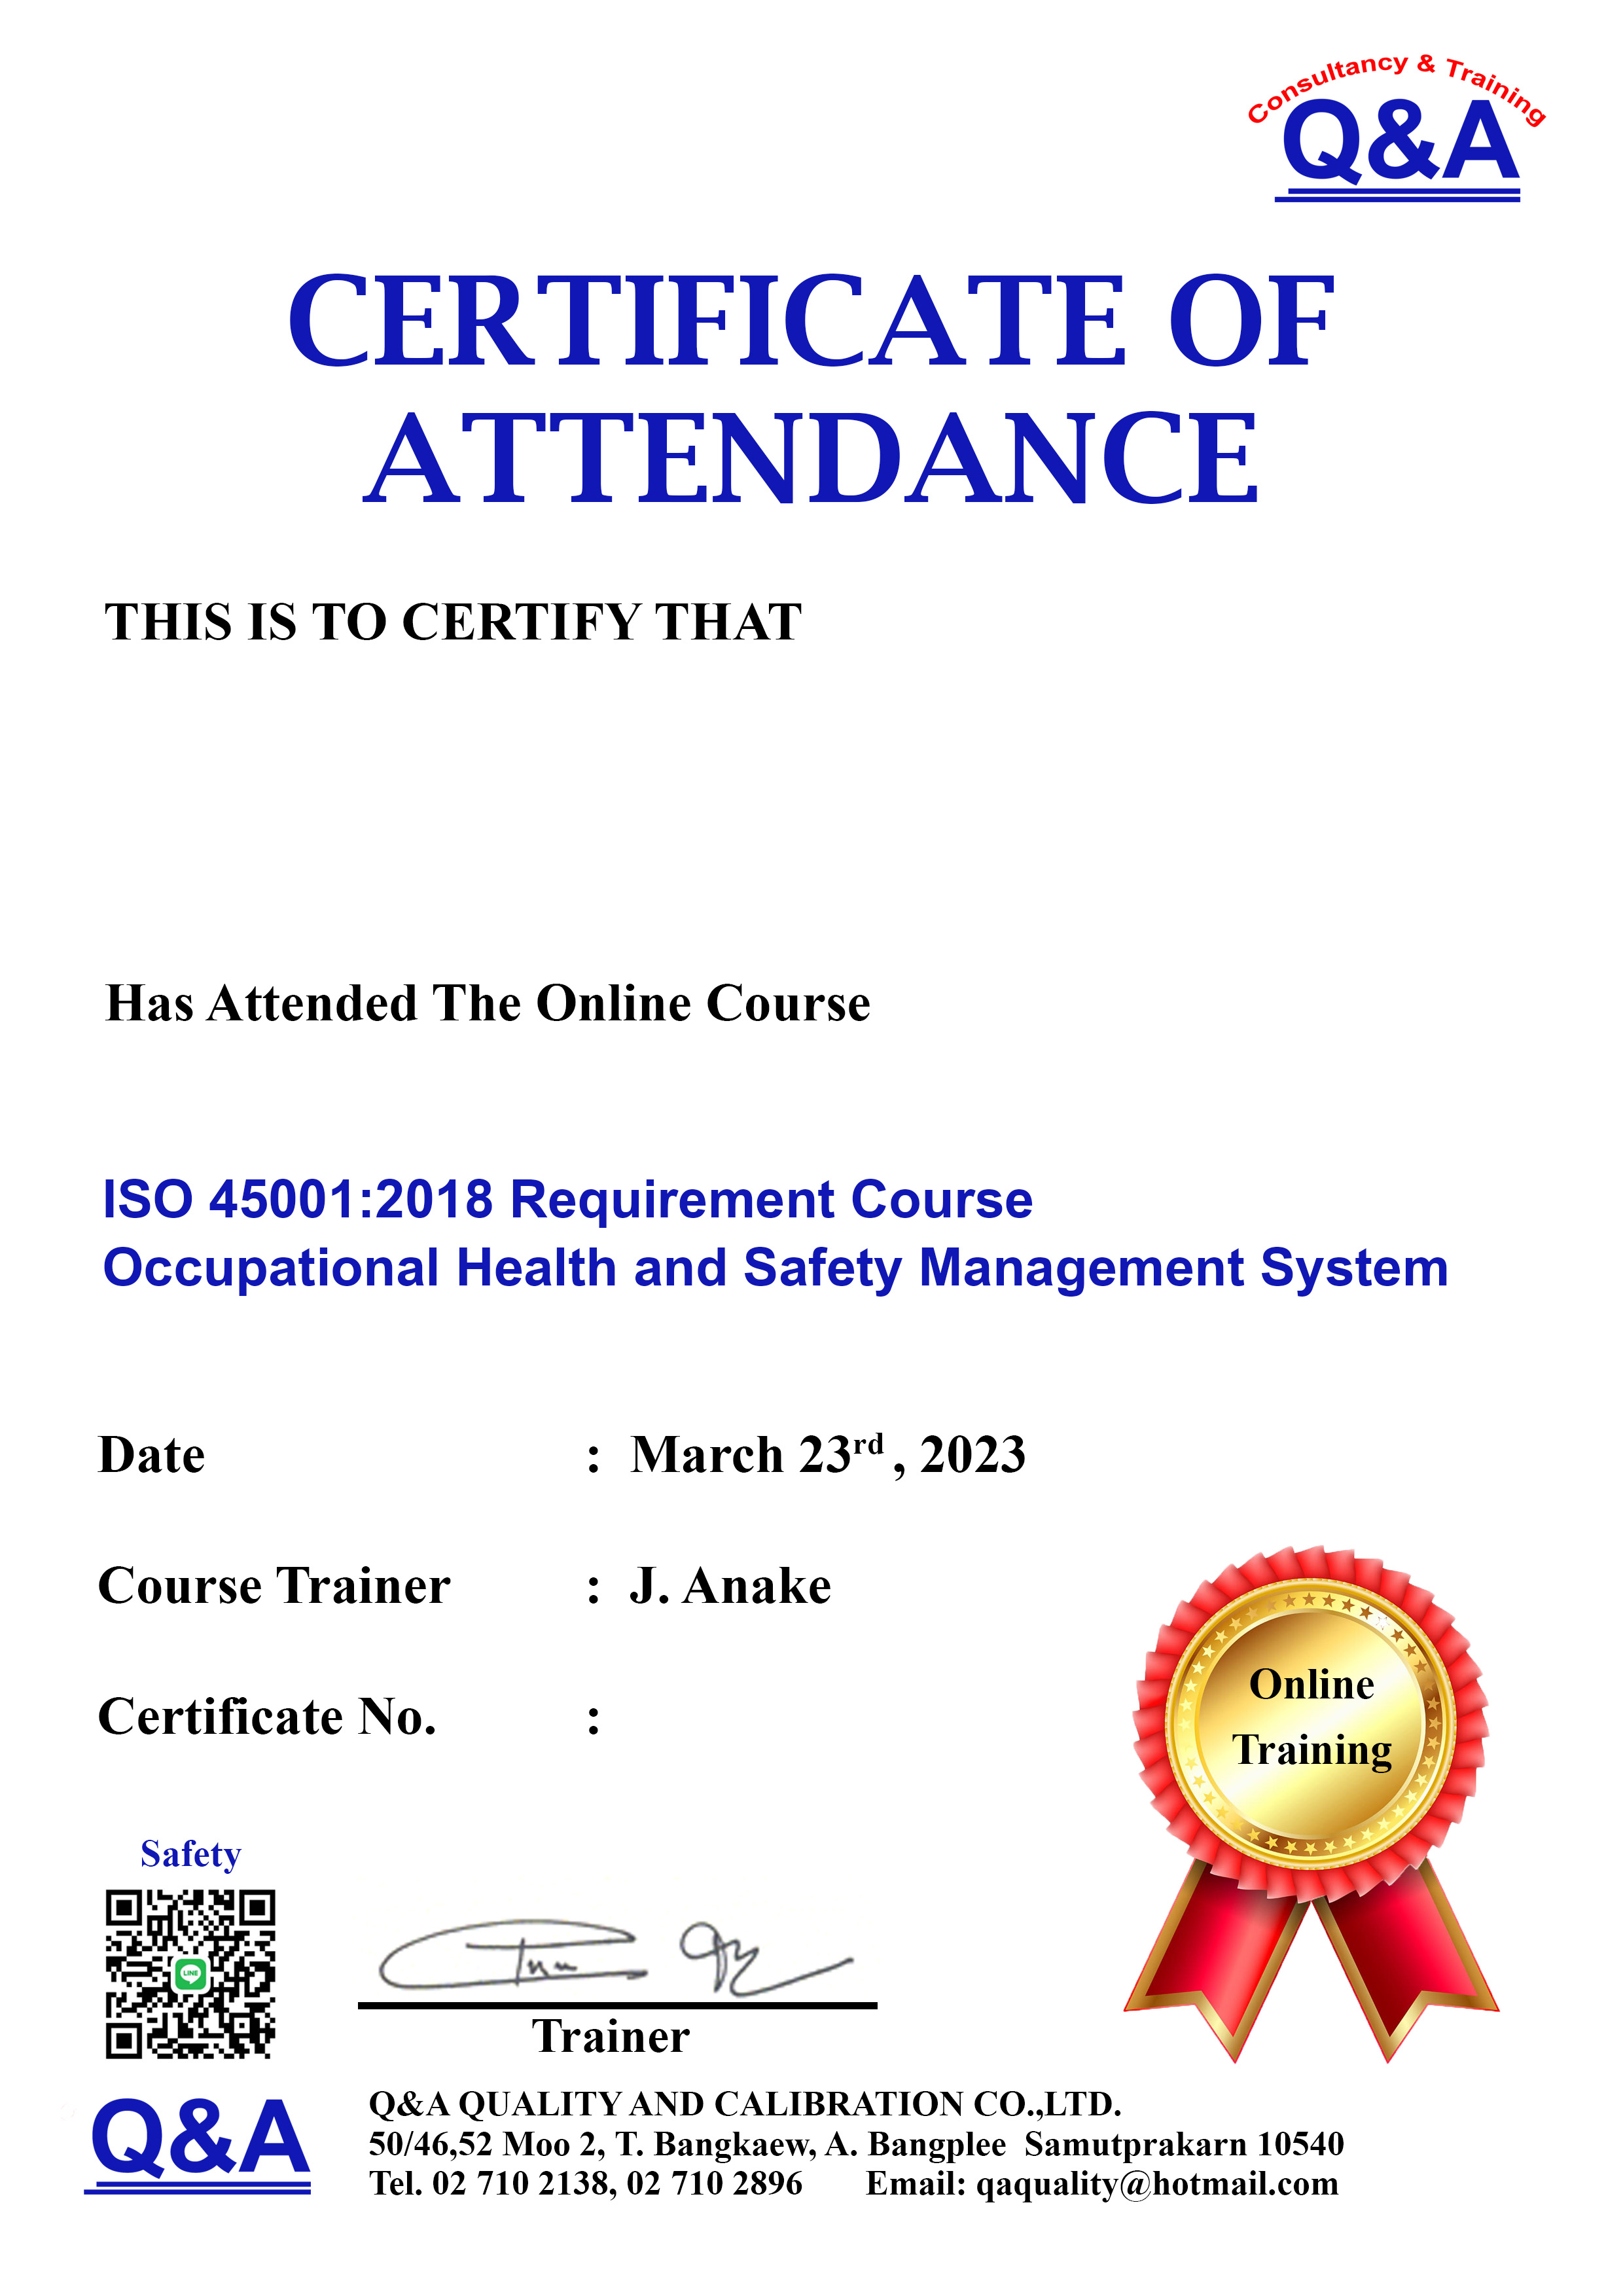 Consultancy & Training
Q&A
CERTIFICATE OF
ATTENDANCE
THIS IS TO CERTIFY THAT
Has Attended The Online Course
ISO 45001:2018 Requirement Course
Occupational Health and Safety Management System
Date : March 23rd , 2023
Course Trainer : J. Anake
Certificate No. :
Online
Training
Safety
LINE
Trainer
Q&A
Q&A QUALITY AND CALIBRATION CO.,LTD.
50/46,52 Moo 2, T. Bangkaew, A. Bangplee Samutprakarn 10540
Tel. 02 710 2138, 02 710 2896 Email: qaquality@hotmail.com